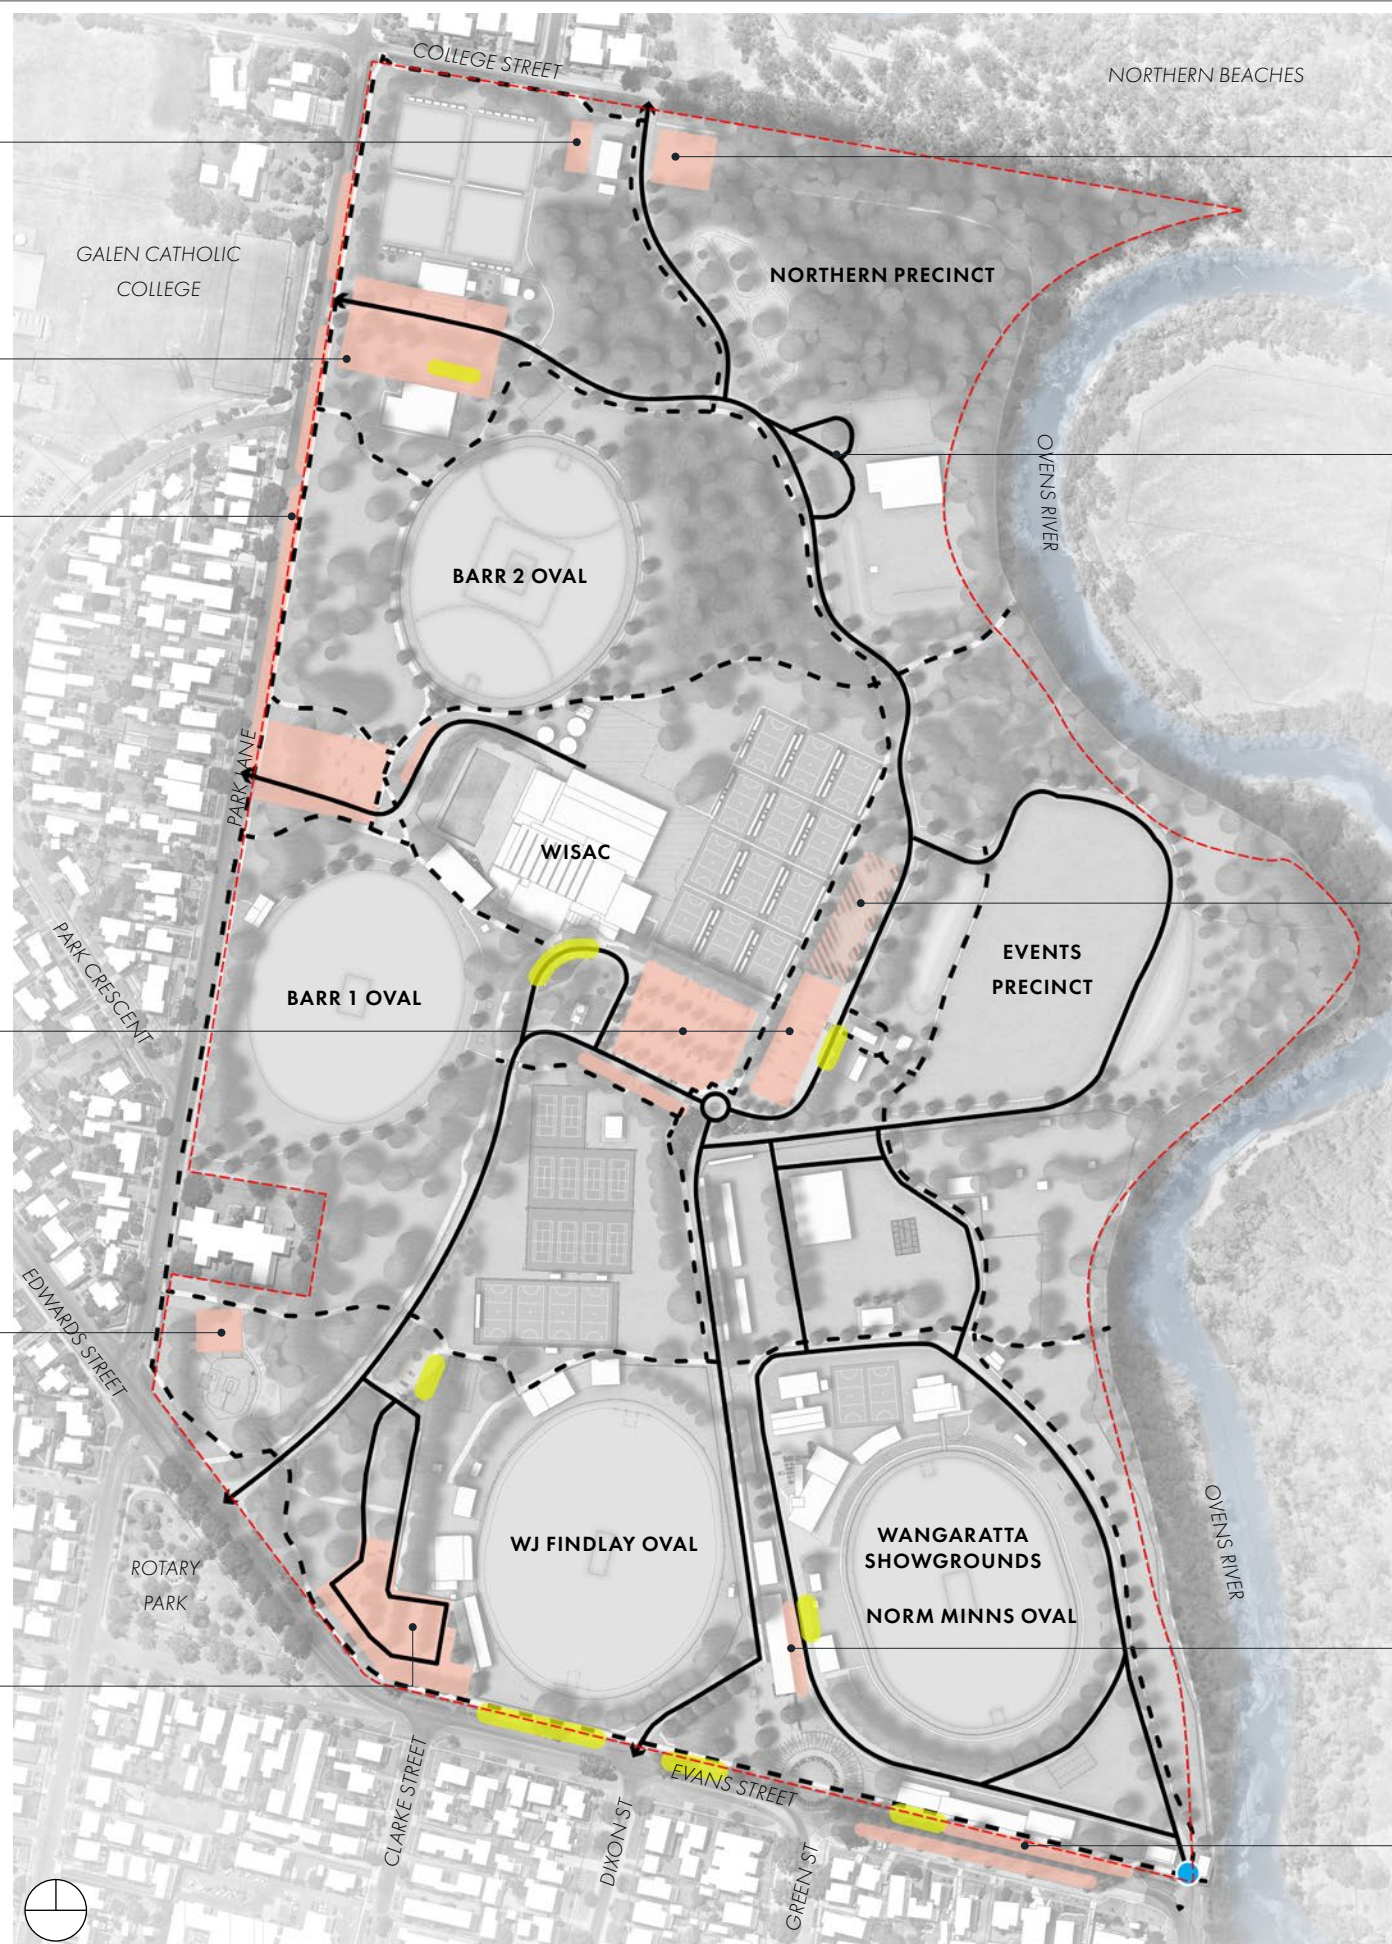 COLLEGE STREET
NORTHERN BEACHES
GALEN CATHOLIC
COLLEGE
NORTHERN PRECINCT
OVENS RIVER
BARR 2 OVAL
PARK LANE
WISAC
PARK CRESCENT
EVENTS
PRECINCT
BARR 1 OVAL
EDWARDS STREET
OVENS RIVER
WJ FINDLAY OVAL
WANGARATTA
SHOWGROUNDS
NORM MINNS OVAL
ROTARY
PARK
CLARKE STREET
EVANS STREET
DIXON ST
GREEN ST